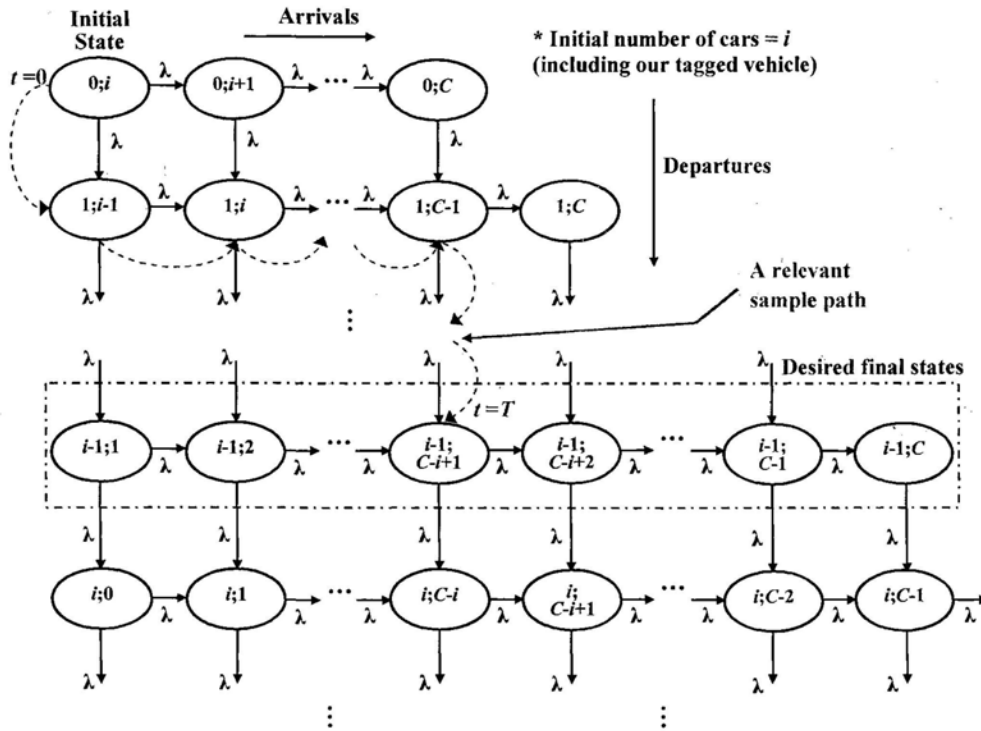 Initial
State
Arrivals
* Initial number of cars = i
(including our tagged vehicle)
t=0
0;i
λ
0;i+1
λ
...
λ
0;C
λ
λ
λ
Departures
1;i-1
λ
1;i
λ
...
λ
1;C-1
λ
1;C
λ
λ
λ
λ
A relevant
sample path
λ
λ
λ
λ
λ
Desired final states
t=T
i-1;1
λ
i-1;2
λ
...
λ
i-1;
C-i+1
λ
i-1;
C-i+2
λ
...
λ
i-1;
C-1
λ
i-1;C
λ
λ
λ
λ
λ
λ
i;0
λ
i;1
λ
...
λ
i;C-i
λ
i;
C-i+1
λ
...
λ
i;C-2
λ
i;C-1
λ
λ
λ
λ
λ
λ
λ